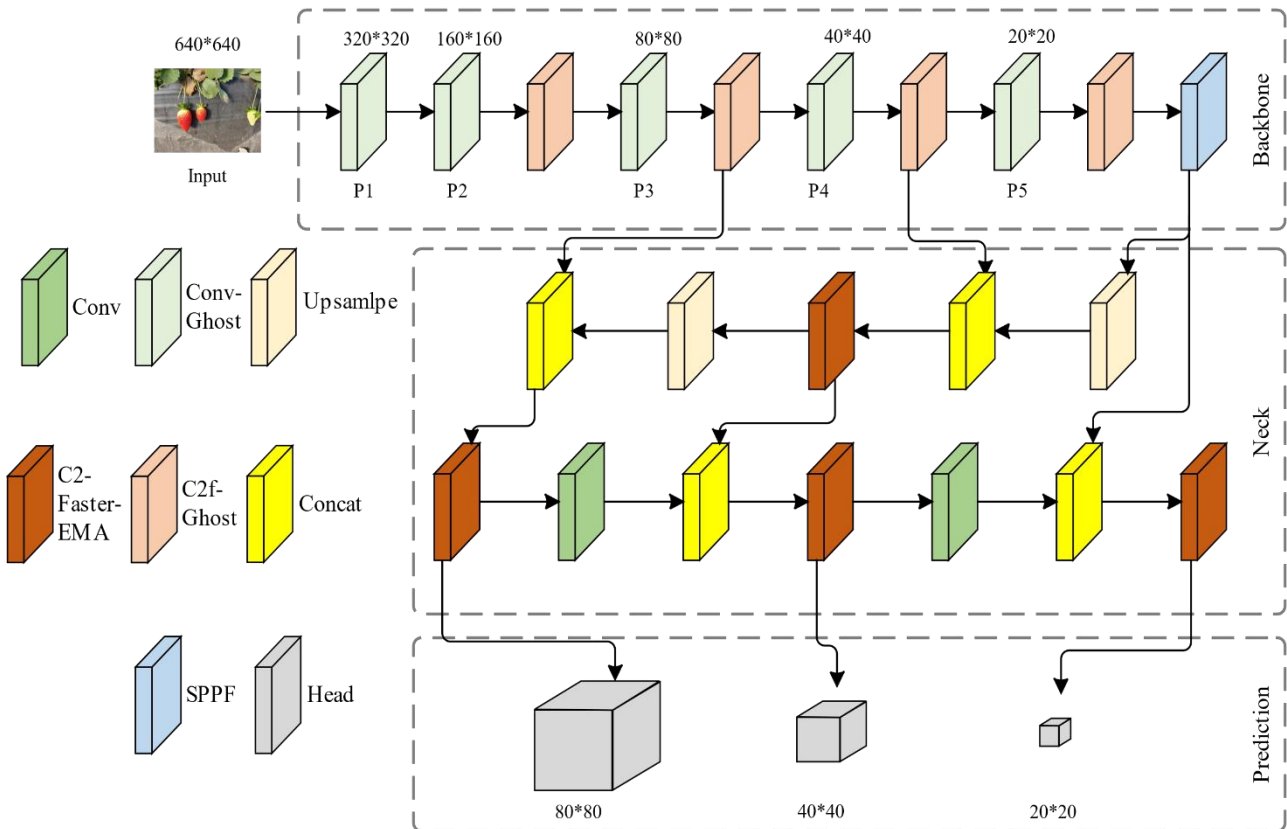 640*640
320*320
160*160
80*80
40*40
20*20
Input
P1
P2
P3
P4
P5
Backbone
Conv
Conv-
Ghost
Upsamlpe
C2-
Faster-
EMA
C2f-
Ghost
Concat
Neck
SPPF
Head
80*80
40*40
20*20
Prediction